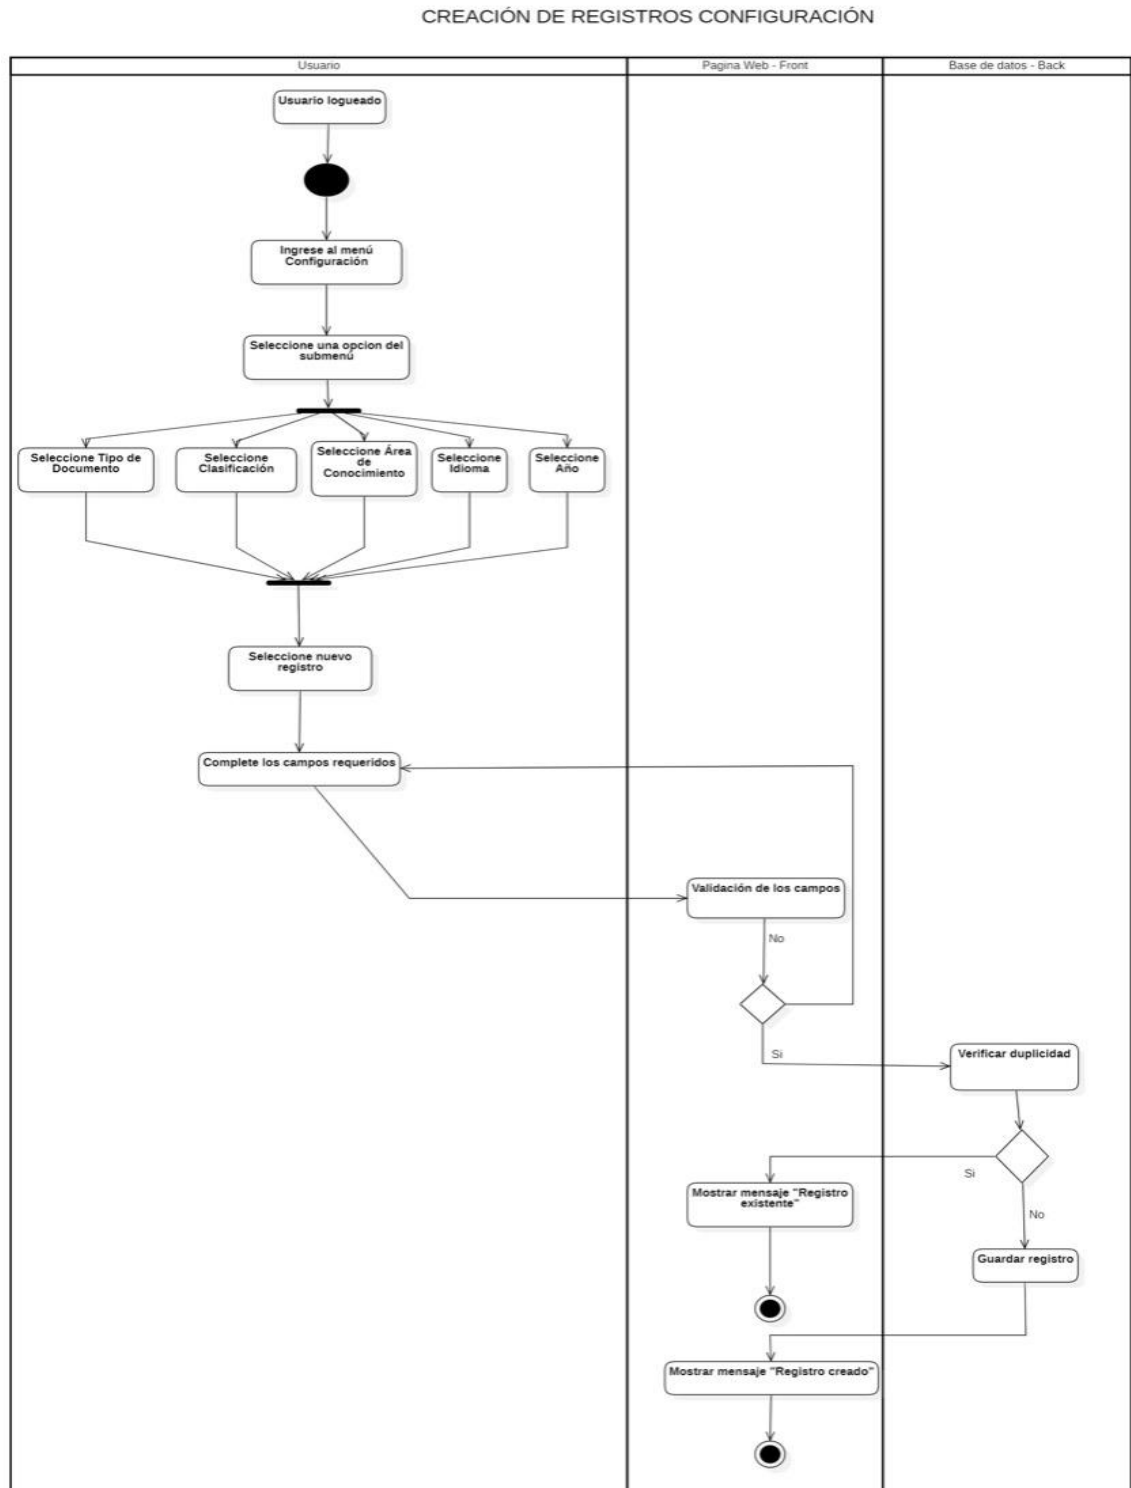 CREACIÓN DE REGISTROS CONFIGURACIÓN
Usuario
Pagina Web - Front
Base de datos - Back
Usuario logueado
Ingrese al menú
Configuración
Seleccione una opcion del
submenú
Seleccione Tipo de
Documento
Seleccione
Clasificación
Seleccione Área
de
Conocimiento
Seleccione
Idioma
Seleccione
Año
Seleccione nuevo
registro
Complete los campos requeridos
Validación de los campos
No
Si
Verificar duplicidad
Si
No
Mostrar mensaje "Registro
existente"
Guardar registro
Mostrar mensaje "Registro creado"